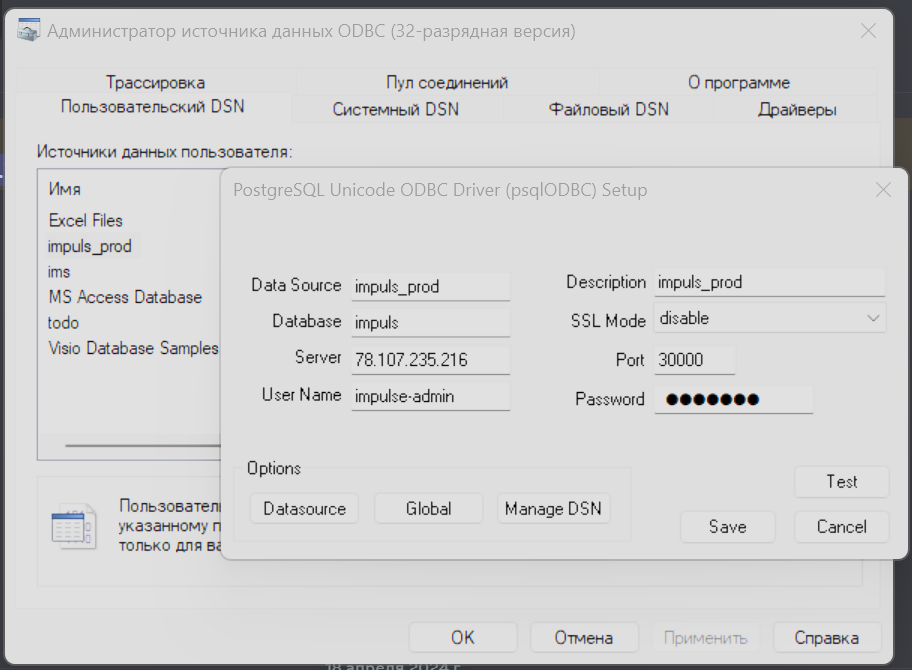 Администратор источника данных ODBC (32-разрядная версия)
Трассировка Пул соединений О программе
Пользовательский DSN Системный DSN Файловый DSN Драйверы
Источники данных пользователя:
Имя
Excel Files
impuls_prod
ims
MS Access Database
todo
Visio Database Samples
PostgreSQL Unicode ODBC Driver (psqlODBC) Setup
Data Source impuls_prod Description impuls_prod
Database impuls SSL Mode disable
Server 78.107.235.216 Port 30000
User Name impulse-admin Password ●●●●●●●
Options
Datasource Global Manage DSN
Test
Save Cancel
Пользовател
указанному п
только для ва
OK Отмена Применить Справка
18 апреля 2024 г.